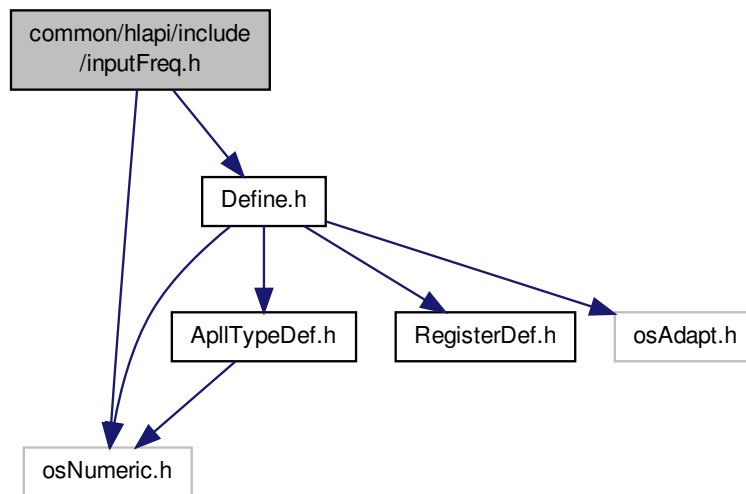 common/hlapi/include
/inputFreq.h
Define.h
ApllTypeDef.h
RegisterDef.h
osAdapt.h
osNumeric.h